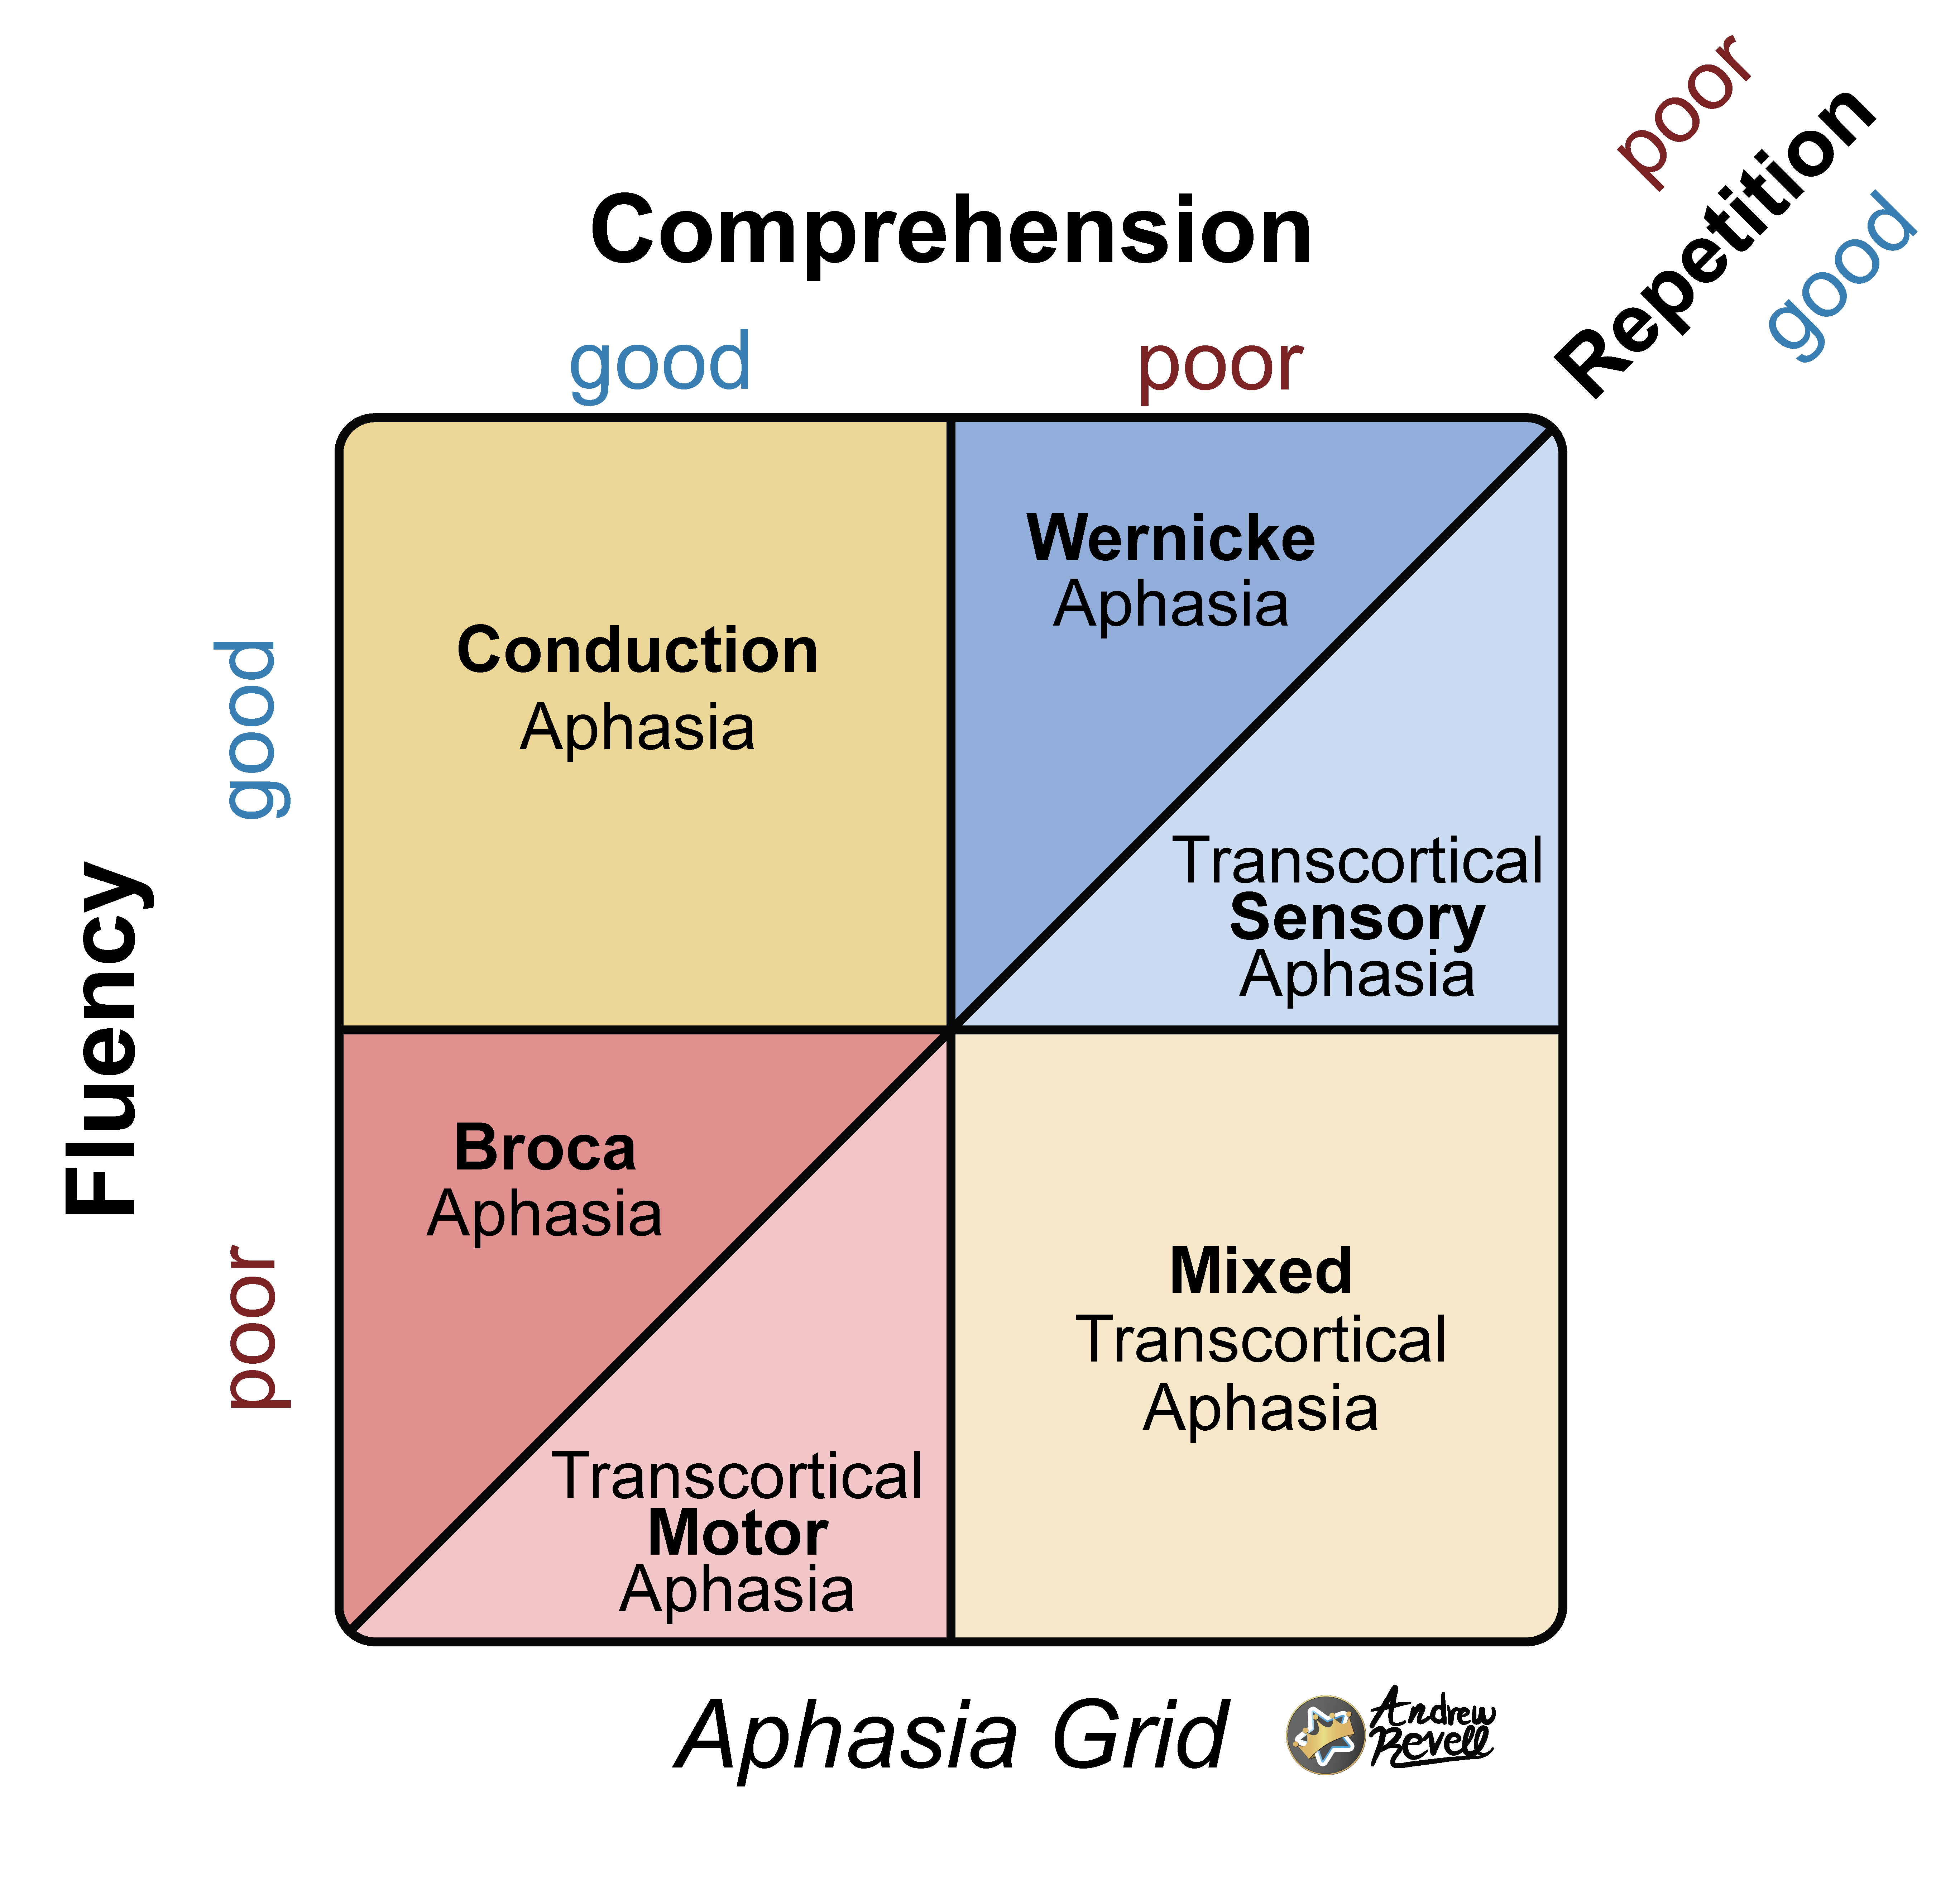 poor
Repetition
good
Comprehension
good
poor
Fluency
good
poor
Conduction
Aphasia
Wernicke
Aphasia
Transcortical
Sensory
Aphasia
Broca
Aphasia
Transcortical
Motor
Aphasia
Mixed
Transcortical
Aphasia
Aphasia Grid
Andrew
Revell